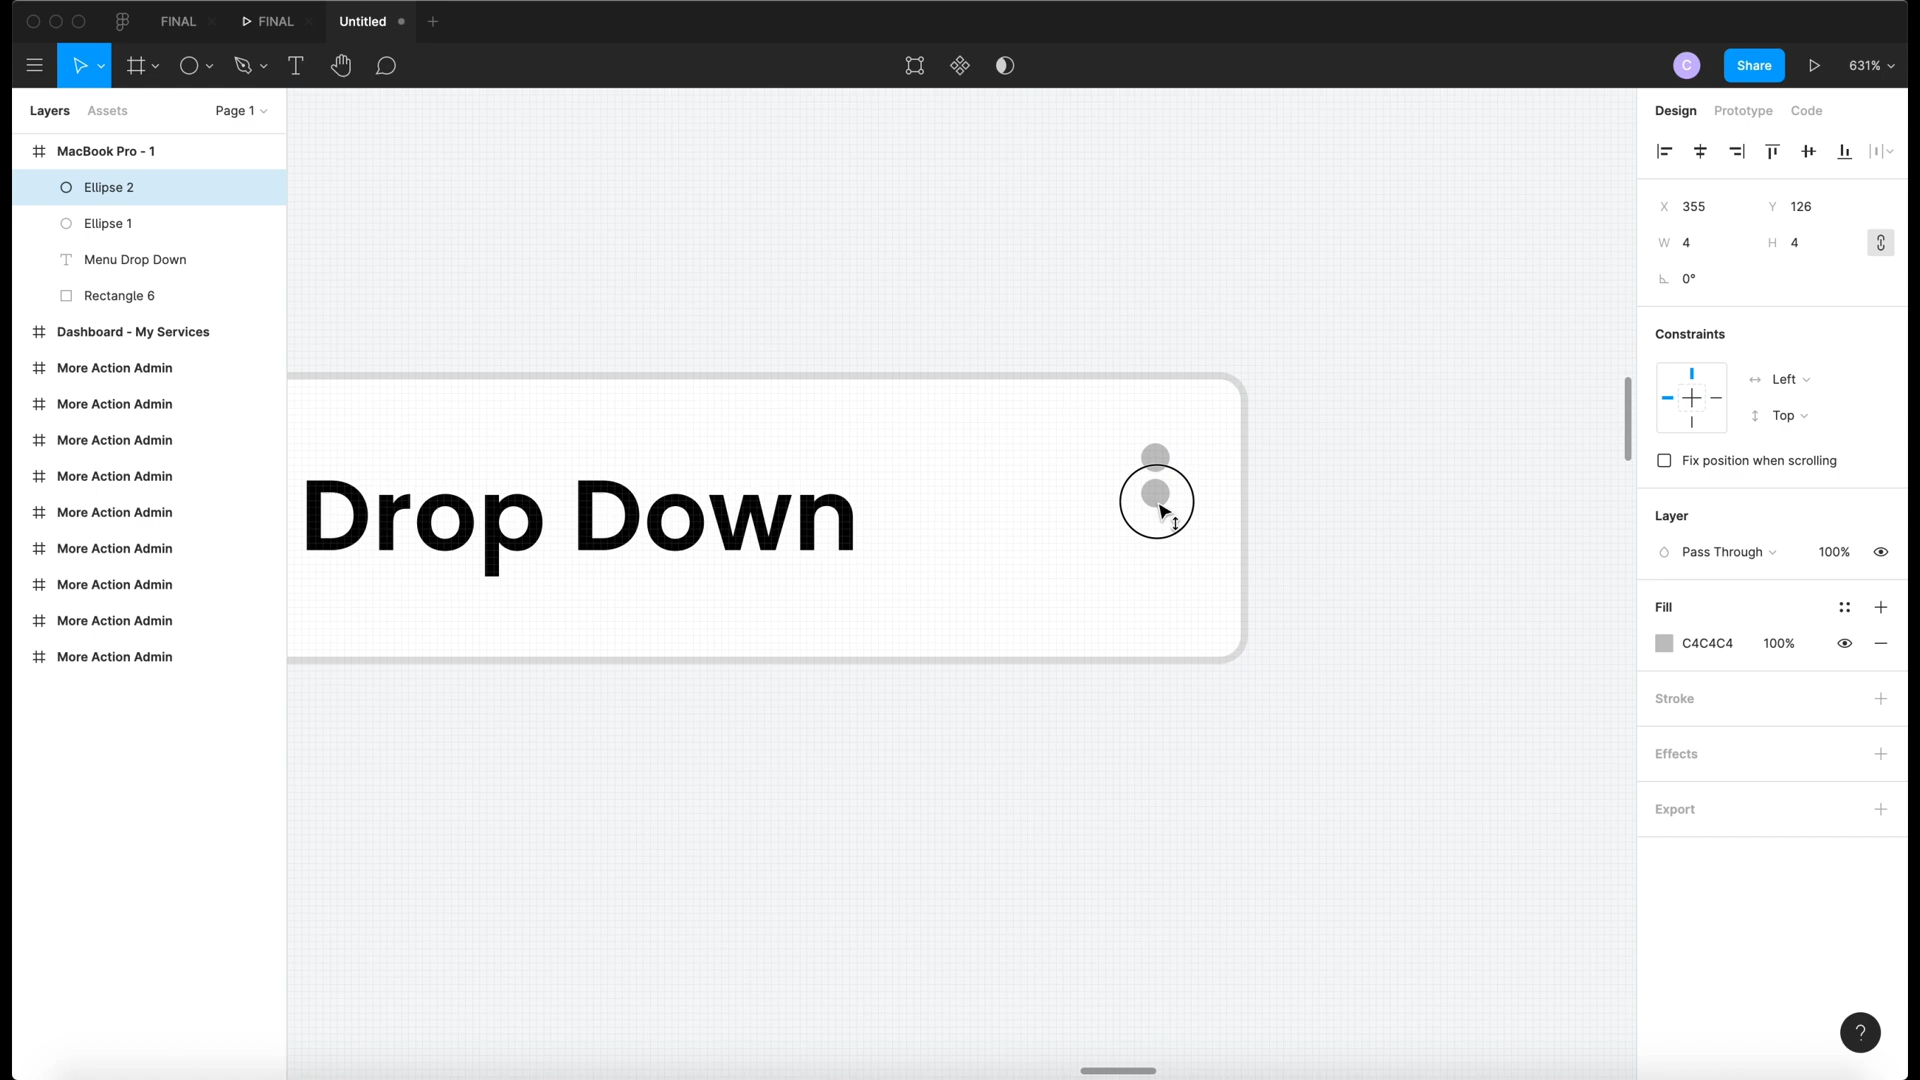 FINAL
FINAL
Untitled
C
Share
631%
Layers
Assets
Page 1
MacBook Pro - 1
Ellipse 2
Ellipse 1
Menu Drop Down
Rectangle 6
Dashboard - My Services
More Action Admin
More Action Admin
More Action Admin
More Action Admin
More Action Admin
More Action Admin
More Action Admin
More Action Admin
More Action Admin
Drop Down
Design
Prototype
Code
X 355
Y 126
W 4
H 4
0°
Constraints
Left
Top
Fix position when scrolling
Layer
Pass Through
100%
Fill
C4C4C4
100%
Stroke
Effects
Export
?